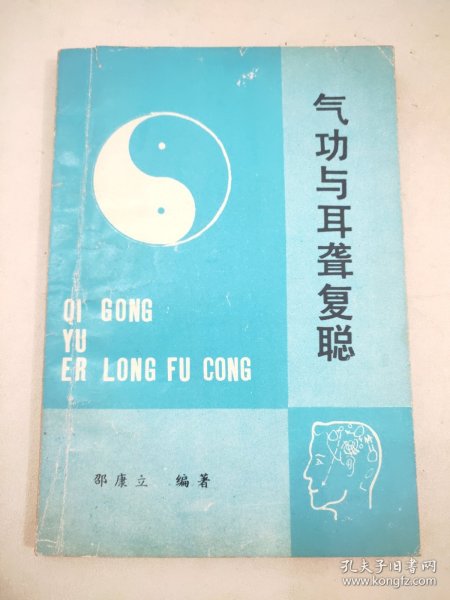 气功与耳聋复聪
QI GONG
YU
ER LONG FU CONG
邵康立 编著
孔夫子旧书网
www.kongfz.com